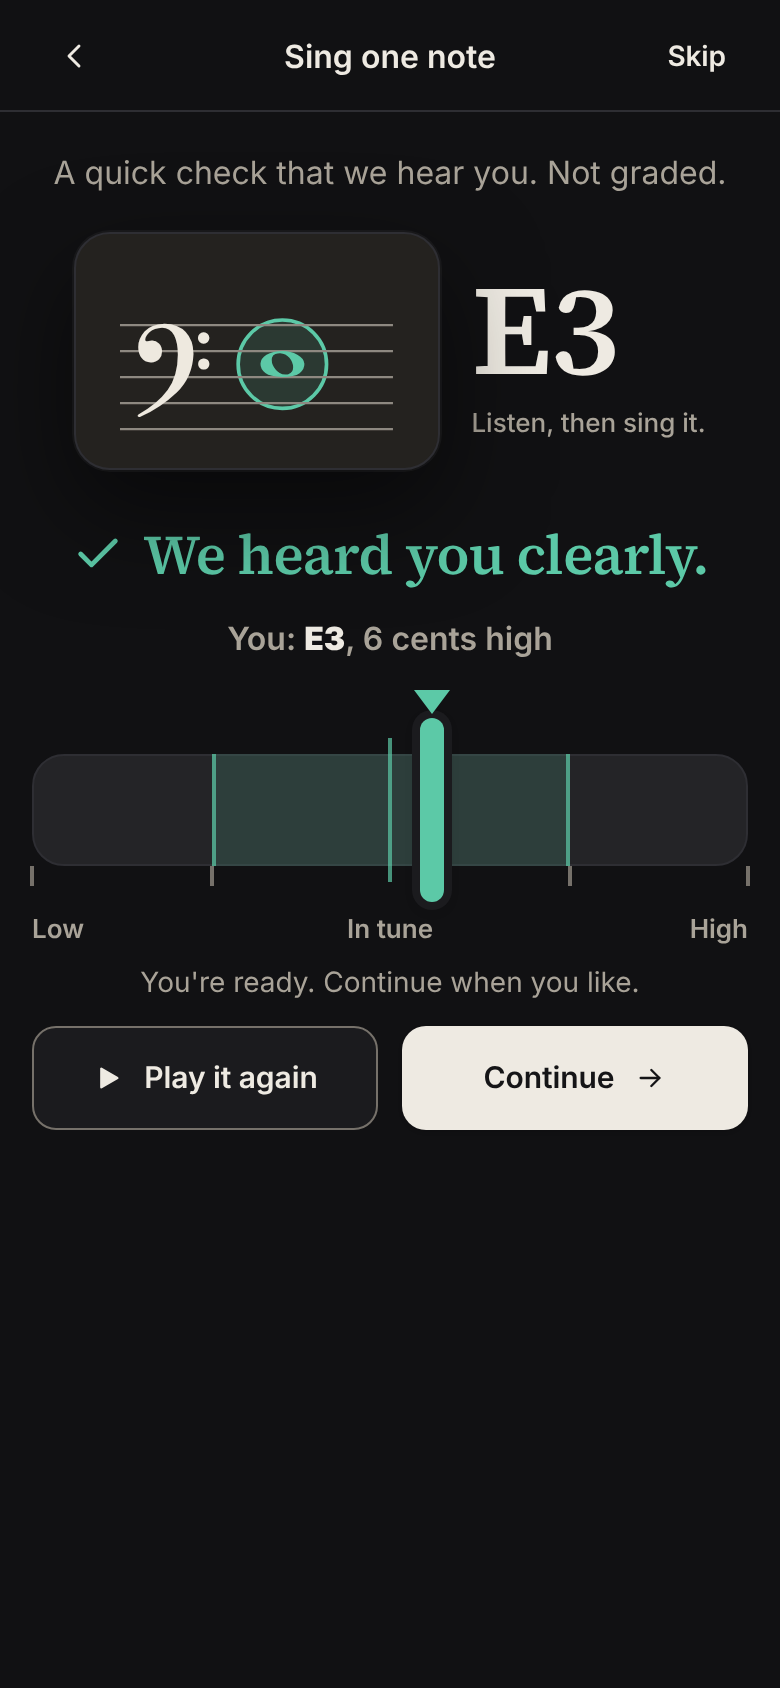 Sing one note
Skip
A quick check that we hear you. Not graded.
E3
Listen, then sing it.
We heard you clearly.
You: E3, 6 cents high
Low
In tune
High
You're ready. Continue when you like.
Play it again
Continue